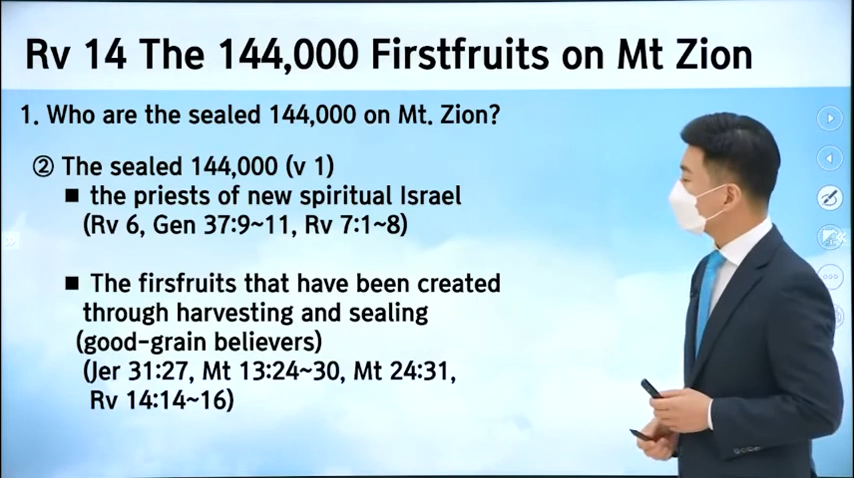 Rv 14 The 144,000 Firstfruits on Mt Zion
1. Who are the sealed 144,000 on Mt. Zion?
② The sealed 144,000 (v 1)
■ the priests of new spiritual Israel
(Rv 6, Gen 37:9~11, Rv 7:1~8)
■ The firsfruits that have been created
through harvesting and sealing
(good-grain believers)
(Jer 31:27, Mt 13:24~30, Mt 24:31,
Rv 14:14~16)